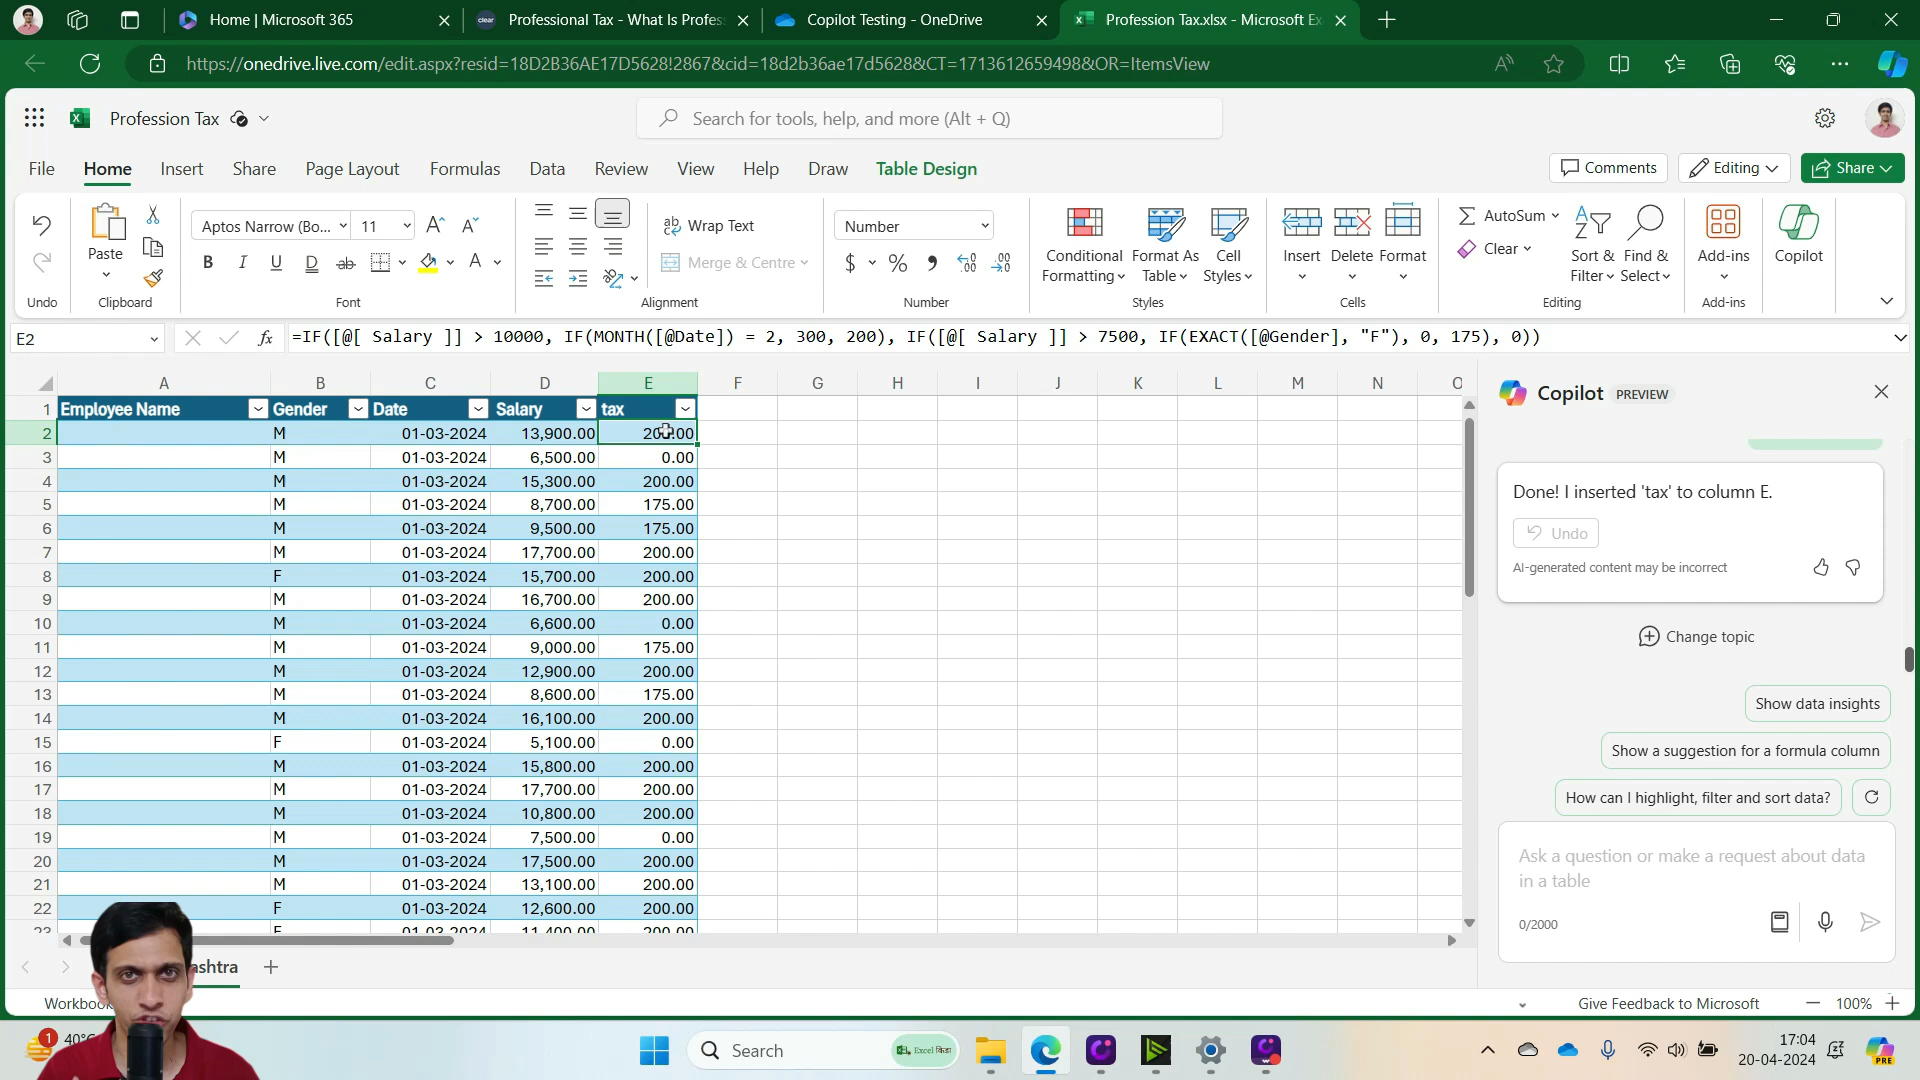 Home | Microsoft 365
clear
Professional Tax - What Is Profes
Copilot Testing - OneDrive
Profession Tax.xlsx - Microsoft Ex
https://onedrive.live.com/edit.aspx?resid=18D2B36AE17D5628!2867&cid=18d2b36ae17d5628&CT=1713612659498&OR=ItemsView
Profession Tax
Search for tools, help, and more (Alt + Q)
File Home Insert Share Page Layout Formulas Data Review View Help Draw Table Design
Comments Editing Share
Paste
Aptos Narrow (Bo... 11
Wrap Text
Merge & Centre
Number
Conditional Formatting
Format As Table
Cell Styles
Insert Delete Format
AutoSum
Clear
Sort & Filter
Find & Select
Add-ins
Copilot
Undo Clipboard Font Alignment Number Styles Cells Editing Add-ins
E2
fx =IF([@[ Salary ]] > 10000, IF(MONTH([@Date]) = 2, 300, 200), IF([@[ Salary ]] > 7500, IF(EXACT([@Gender], "F"), 0, 175), 0))
A B C D E F G H I J K L M N O
1 Employee Name Gender Date Salary tax
2 M 01-03-2024 13,900.00 200.00
3 M 01-03-2024 6,500.00 0.00
4 M 01-03-2024 15,300.00 200.00
5 M 01-03-2024 8,700.00 175.00
6 M 01-03-2024 9,500.00 175.00
7 M 01-03-2024 17,700.00 200.00
8 F 01-03-2024 15,700.00 200.00
9 M 01-03-2024 16,700.00 200.00
10 M 01-03-2024 6,600.00 0.00
11 M 01-03-2024 9,000.00 175.00
12 M 01-03-2024 12,900.00 200.00
13 M 01-03-2024 8,600.00 175.00
14 M 01-03-2024 16,100.00 200.00
15 F 01-03-2024 5,100.00 0.00
16 M 01-03-2024 15,800.00 200.00
17 M 01-03-2024 17,700.00 200.00
18 M 01-03-2024 10,800.00 200.00
19 M 01-03-2024 7,500.00 0.00
20 M 01-03-2024 17,500.00 200.00
21 M 01-03-2024 13,100.00 200.00
22 F 01-03-2024 12,600.00 200.00
23 F 01-03-2024 11,400.00 200.00
Copilot PREVIEW
Done! I inserted 'tax' to column E.
Undo
AI-generated content may be incorrect
Change topic
Show data insights
Show a suggestion for a formula column
How can I highlight, filter and sort data?
Ask a question or make a request about data
in a table
0/2000
ashtra
Workboo
Give Feedback to Microsoft
100%
1
40°C
Search
17:04
20-04-2024
PRE